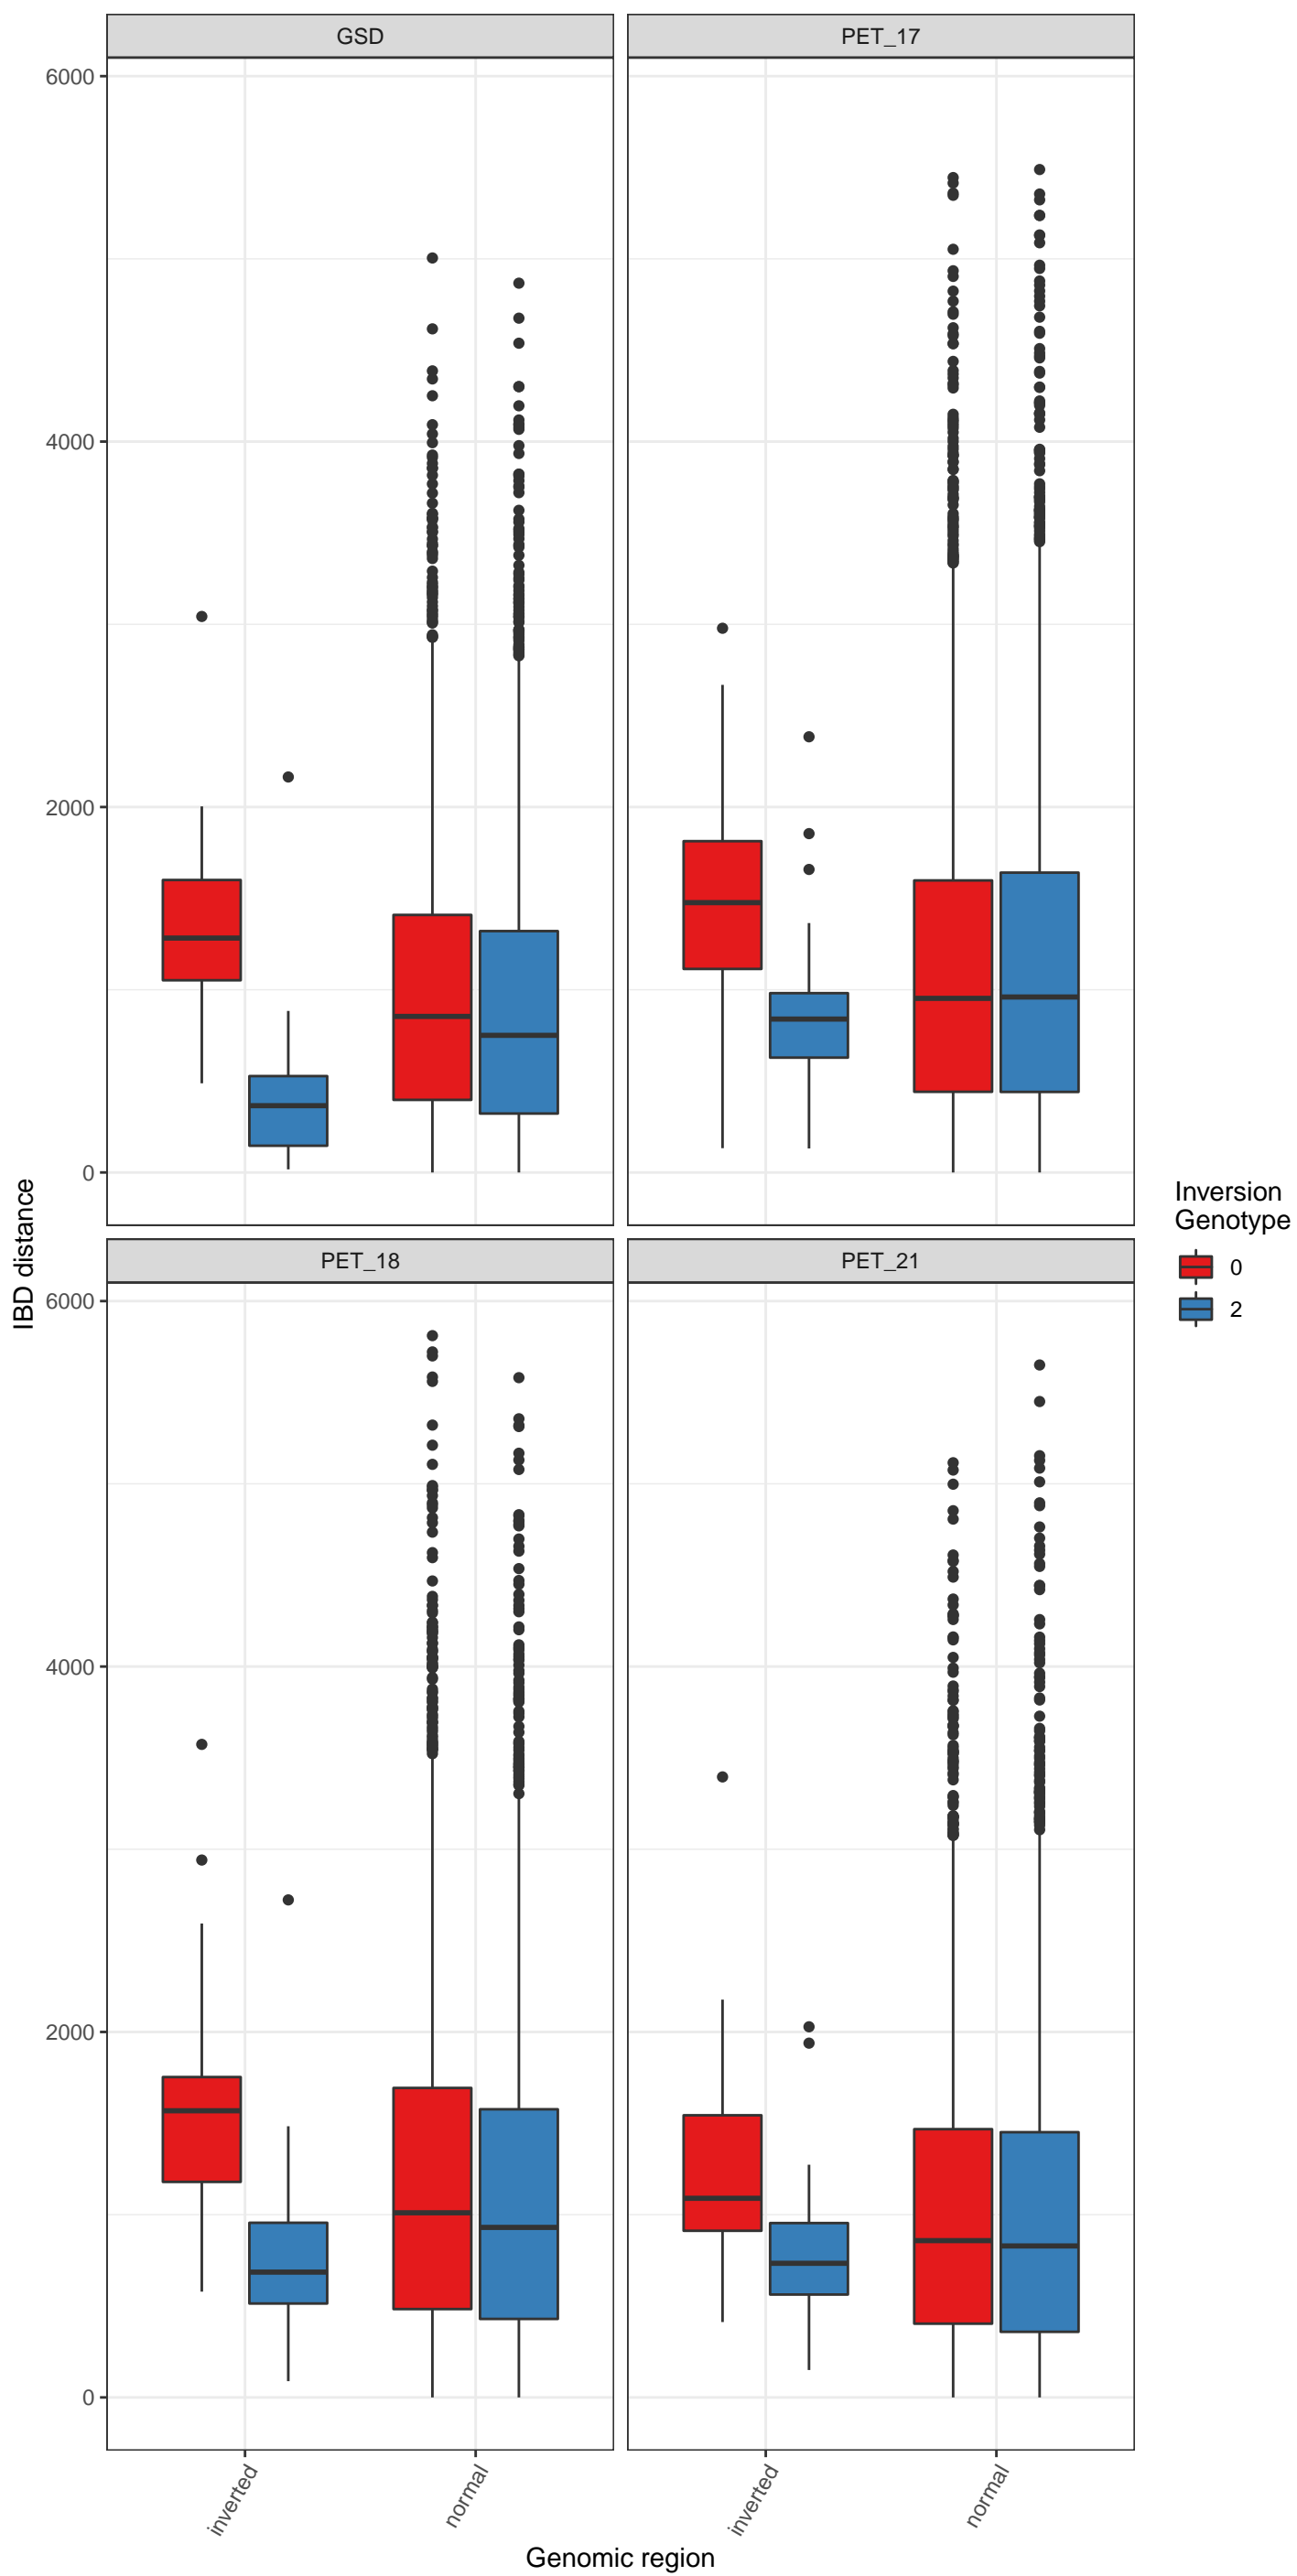 GSD
PET_17
6000
4000
2000
0
PET_18
PET_21
6000
4000
2000
0
inverted
normal
inverted
normal
Genomic region
IBD distance
Inversion
Genotype
0
2